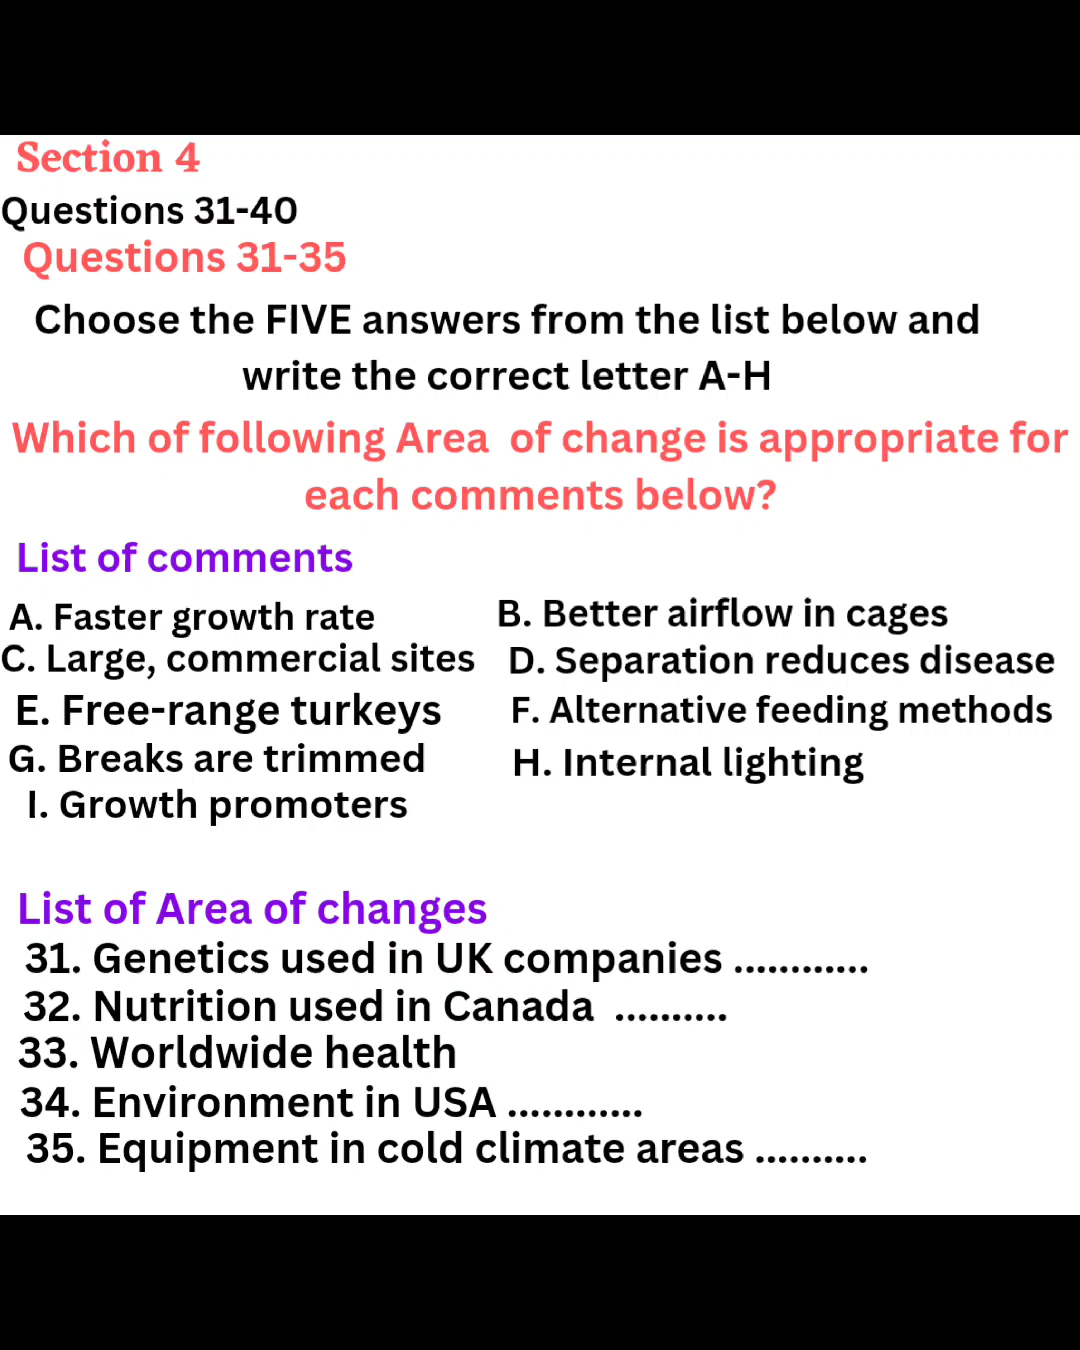 Section 4
Questions 31-40
Questions 31-35
Choose the FIVE answers from the list below and
write the correct letter A-H
Which of following Area of change is appropriate for
each comments below?
List of comments
A. Faster growth rate
B. Better airflow in cages
C. Large, commercial sites
D. Separation reduces disease
E. Free-range turkeys
F. Alternative feeding methods
G. Breaks are trimmed
H. Internal lighting
I. Growth promoters
List of Area of changes
31. Genetics used in UK companies ............
32. Nutrition used in Canada ..........
33. Worldwide health
34. Environment in USA ............
35. Equipment in cold climate areas ..........